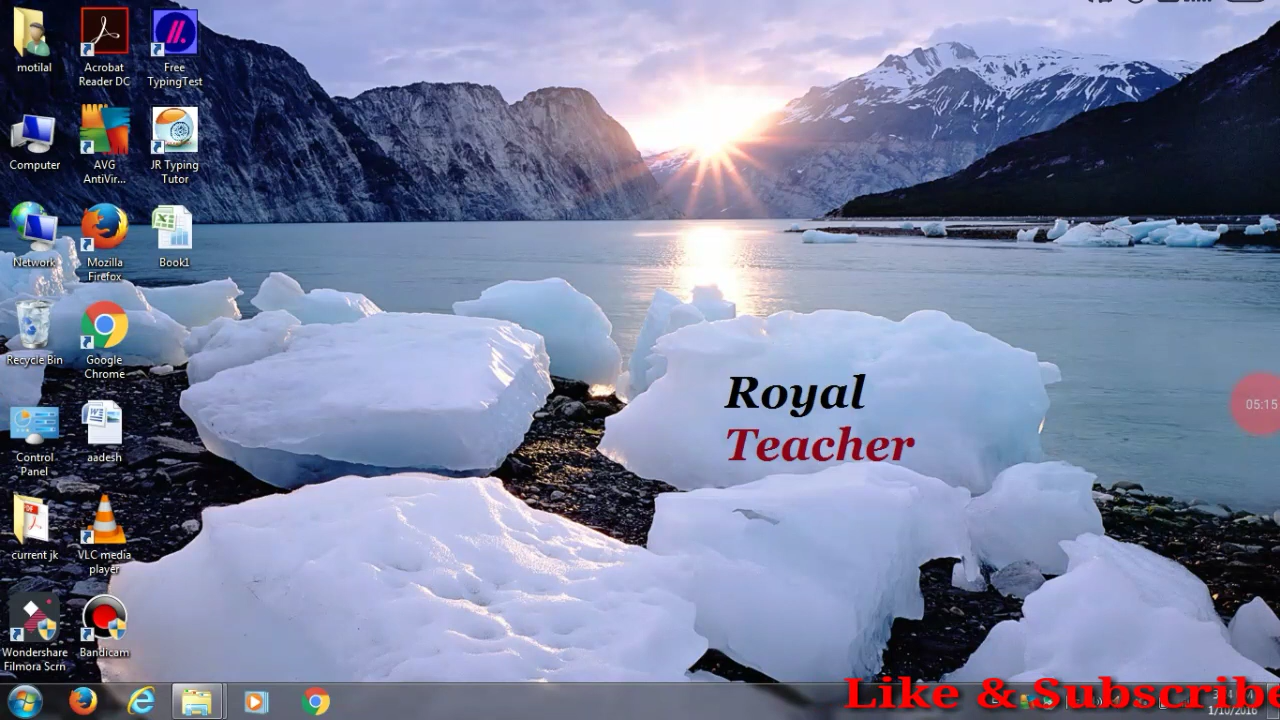 motilal
Acrobat
Reader DC
Free
TypingTest
Computer
AVG
AntiVir...
JR Typing
Tutor
Network
Mozilla
Firefox
Book1
Recycle Bin
Google
Chrome
Control
Panel
aadesh
current jk
VLC media
player
Wondershare
Filmora Scrn
Bandicam
Royal
Teacher
05:15
Like & Subscribe
1/10/2016